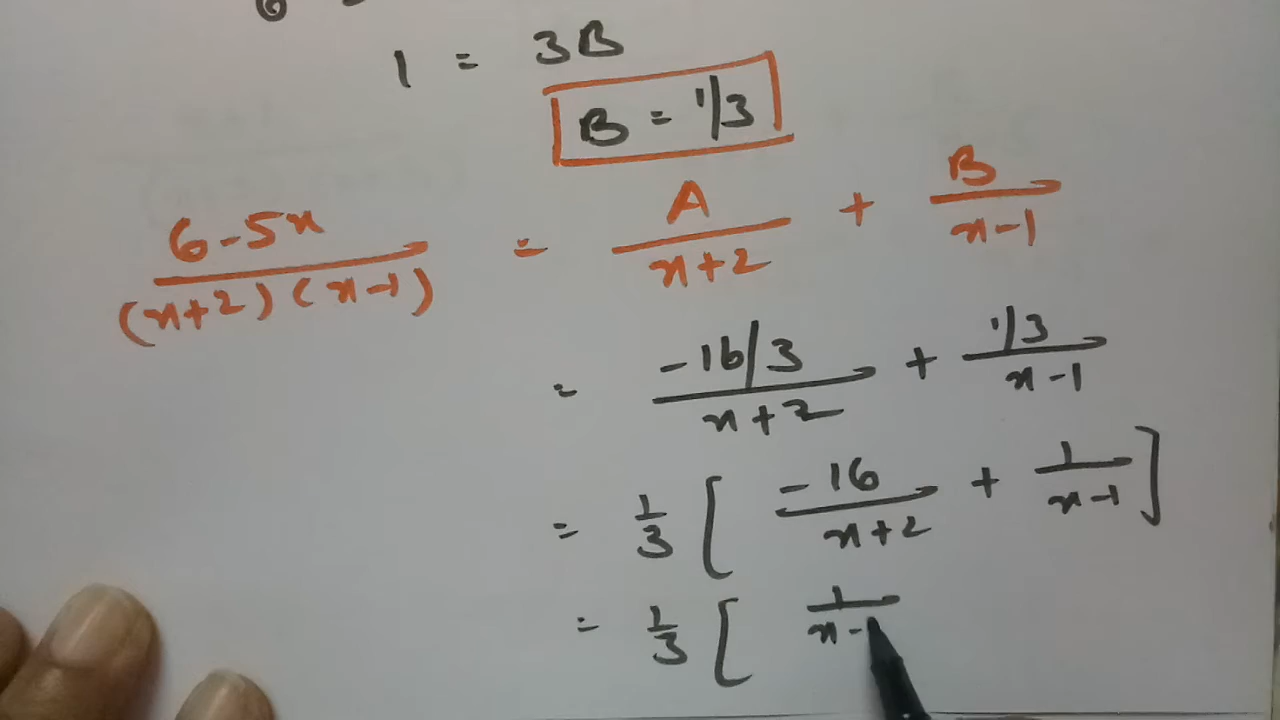 6
1 = 3B
B = 1/3
6-5x / (x+2)(x-1) = A / x+2 + B / x-1
= -16/3 / x+2 + 1/3 / x-1
= 1/3 [ -16 / x+2 + 1 / x-1 ]
= 1/3 [ 1 / x-